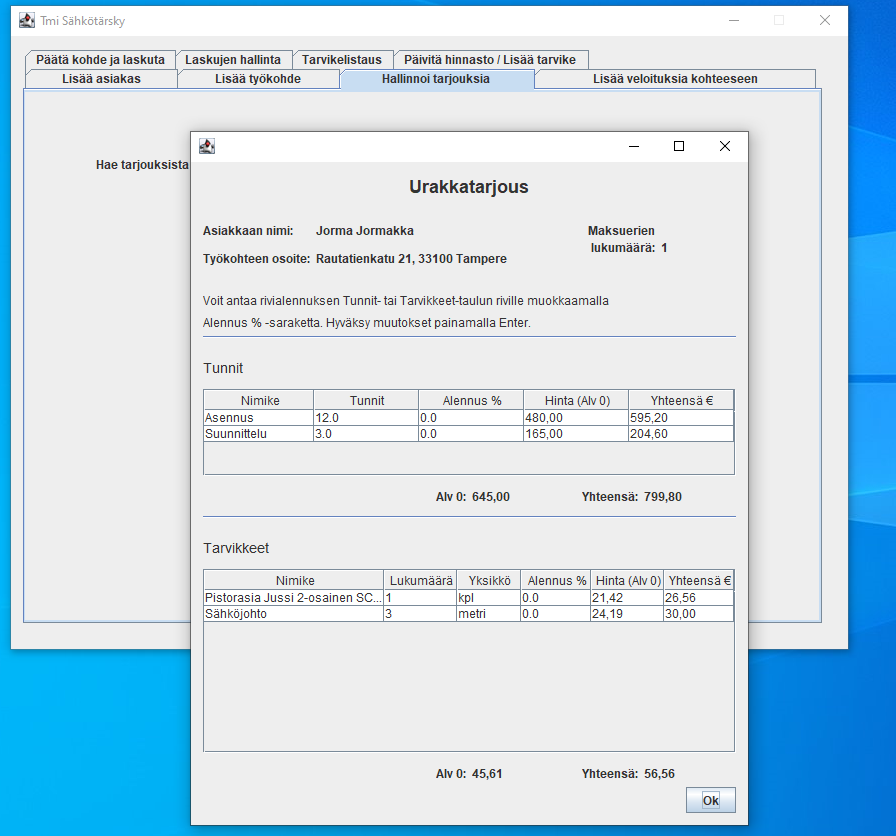 Tmi Sähkötärsky
Päätä kohde ja laskuta Laskujen hallinta Tarvikelistaus Päivitä hinnasto / Lisää tarvike
Lisää asiakas Lisää työkohde Hallinnoi tarjouksia Lisää veloituksia kohteeseen
Hae tarjouksista
Urakkatarjous
Asiakkaan nimi: Jorma Jormakka Maksuerien
lukumäärä: 1
Työkohteen osoite: Rautatienkatu 21, 33100 Tampere
Voit antaa rivialennuksen Tunnit- tai Tarvikkeet-taulun riville muokkaamalla
Alennus % -saraketta. Hyväksy muutokset painamalla Enter.
Tunnit
Nimike Tunnit Alennus % Hinta (Alv 0) Yhteensä €
Asennus 12.0 0.0 480,00 595,20
Suunnittelu 3.0 0.0 165,00 204,60
Alv 0: 645,00 Yhteensä: 799,80
Tarvikkeet
Nimike Lukumäärä Yksikkö Alennus % Hinta (Alv 0) Yhteensä €
Pistorasia Jussi 2-osainen SC... 1 kpl 0.0 21,42 26,56
Sähköjohto 3 metri 0.0 24,19 30,00
Alv 0: 45,61 Yhteensä: 56,56
Ok